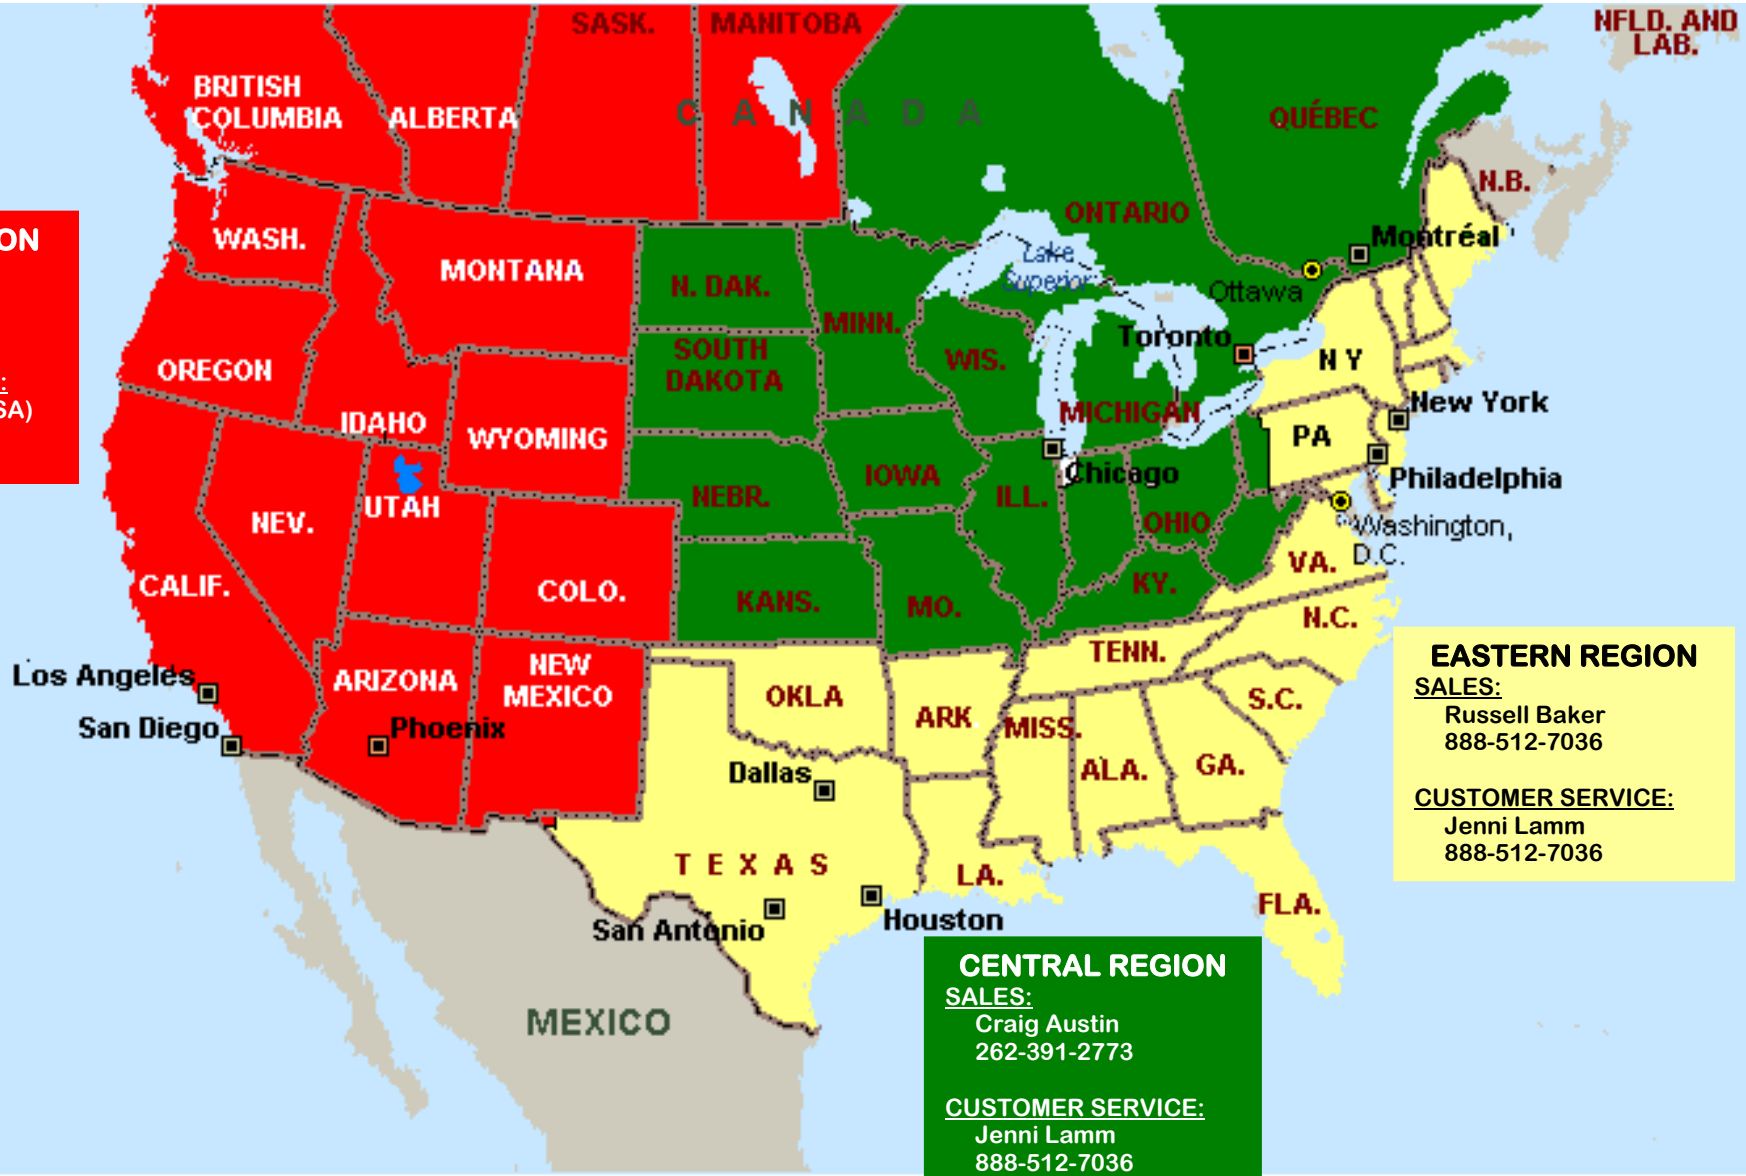 SASK.
MANITOBA
NFLD. AND
LAB.
BRITISH
COLUMBIA
ALBERTA
CANADA
QUÉBEC
N.B.
ONTARIO
ON
WASH.
MONTANA
Montréal
Lake
Superior
N. DAK.
Ottawa
MINN.
Toronto
SOUTH
DAKOTA
WIS.
N Y
OREGON
:
SA)
IDAHO
WYOMING
MICHIGAN
New York
PA
Chicago
IOWA
Philadelphia
NEBR.
ILL.
UTAH
NEV.
OHIO
Washington,
D.C.
VA.
CALIF.
COLO.
KANS.
MO.
KY.
N.C.
TENN.
Los Angeles
ARIZONA
NEW
MEXICO
OKLA
ARK
MISS.
S.C.
San Diego
Phoenix
Dallas
ALA.
GA.
TEXAS
LA.
FLA.
San Antonio
Houston
MEXICO
EASTERN REGION
SALES:
Russell Baker
888-512-7036
CUSTOMER SERVICE:
Jenni Lamm
888-512-7036
CENTRAL REGION
SALES:
Craig Austin
262-391-2773
CUSTOMER SERVICE:
Jenni Lamm
888-512-7036